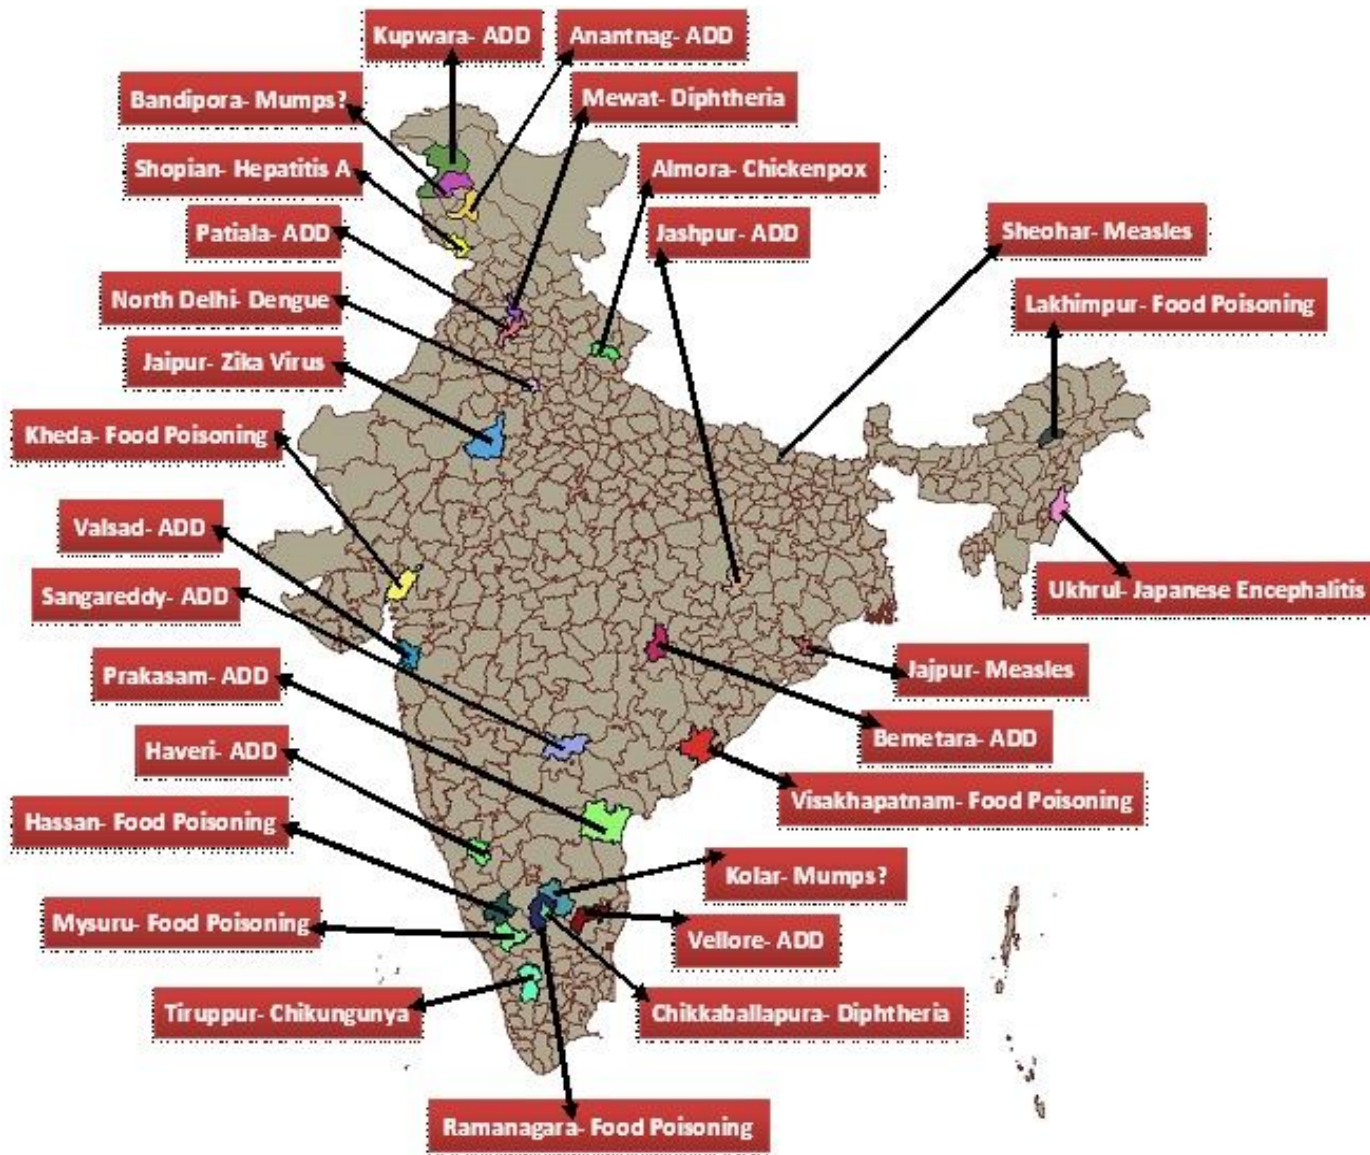 Kupwara- ADD
Anantnag- ADD
Bandipora- Mumps?
Mewat- Diphtheria
Shopian- Hepatitis A
Almora- Chickenpox
Patiala- ADD
Jashpur- ADD
Sheohar- Measles
North Delhi- Dengue
Lakhimpur- Food Poisoning
Jaipur- Zika Virus
Kheda- Food Poisoning
Valsad- ADD
Sangareddy- ADD
Ukhrul- Japanese Encephalitis
Prakasam- ADD
Jajpur- Measles
Haveri- ADD
Bemetara- ADD
Visakhapatnam- Food Poisoning
Hassan- Food Poisoning
Kolar- Mumps?
Mysuru- Food Poisoning
Vellore- ADD
Tiruppur- Chikungunya
Chikkaballapura- Diphtheria
Ramanagara- Food Poisoning